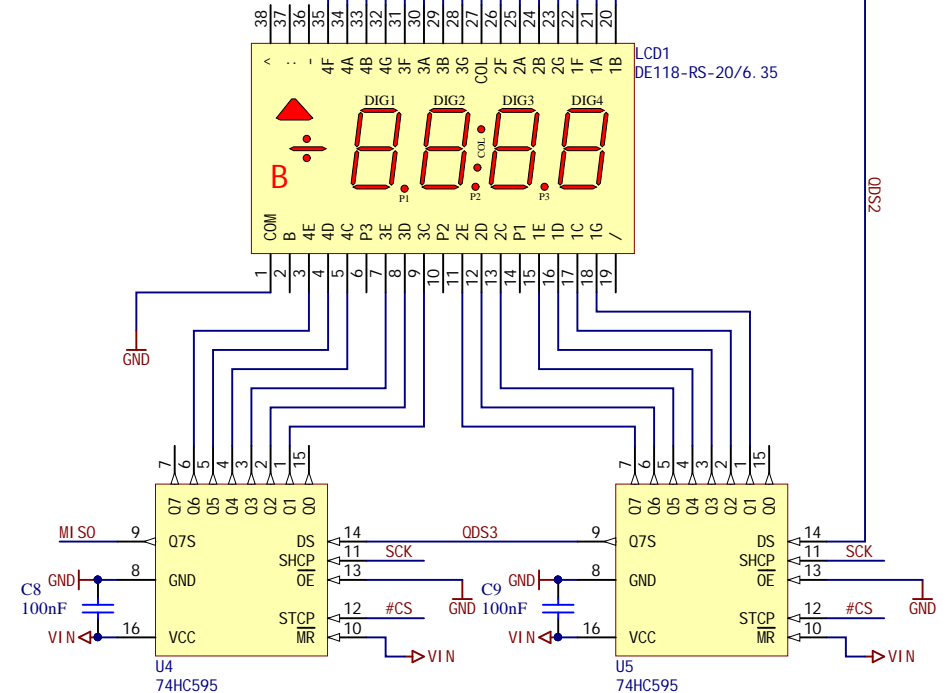 38 37 36 35 34 33 32 31 30 29 28 27 26 25 24 23 22 21 20
^ : - 4F 4A 4B 4G 3F 3A 3B 3G COL 2F 2A 2B 2G 1F 1A 1B
LCD1
DE118-RS-20/6.35
DIG1 DIG2 DIG3 DIG4
COL
B
P1 P2 P3
COM B 4E 4D 4C P3 3E 3D 3C P2 2E 2D 2C P1 1E 1D 1C 1G /
1 2 3 4 5 6 7 8 9 10 11 12 13 14 15 16 17 18 19
QDS2
GND
7 6 5 4 3 2 1 15
Q7 Q6 Q5 Q4 Q3 Q2 Q1 Q0
MISO 9 Q7S DS 14 QDS3
SHCP 11 SCK
GND 8 GND OE 13 GND
C8
100nF
STCP 12 #CS
VIN 16 VCC MR 10 VIN
U4
74HC595
7 6 5 4 3 2 1 15
Q7 Q6 Q5 Q4 Q3 Q2 Q1 Q0
9 Q7S DS 14
SHCP 11 SCK
GND 8 GND OE 13 GND
C9
100nF
STCP 12 #CS
VIN 16 VCC MR 10 VIN
U5
74HC595